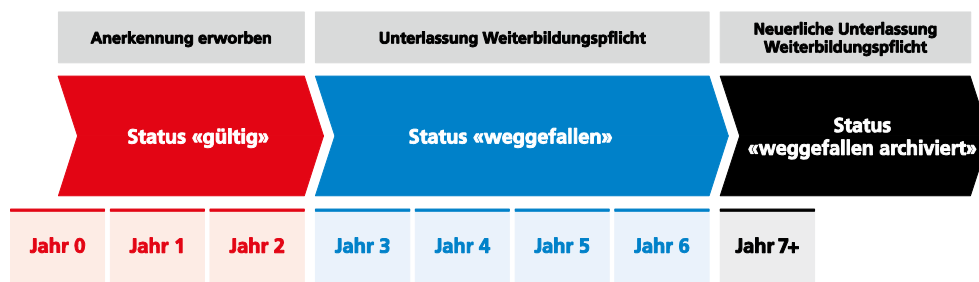 Anerkennung erworben
Unterlassung Weiterbildungspflicht
Neuerliche Unterlassung
Weiterbildungspflicht
Status «gültig»
Status «weggefallen»
Status
«weggefallen archiviert»
Jahr 0
Jahr 1
Jahr 2
Jahr 3
Jahr 4
Jahr 5
Jahr 6
Jahr 7+